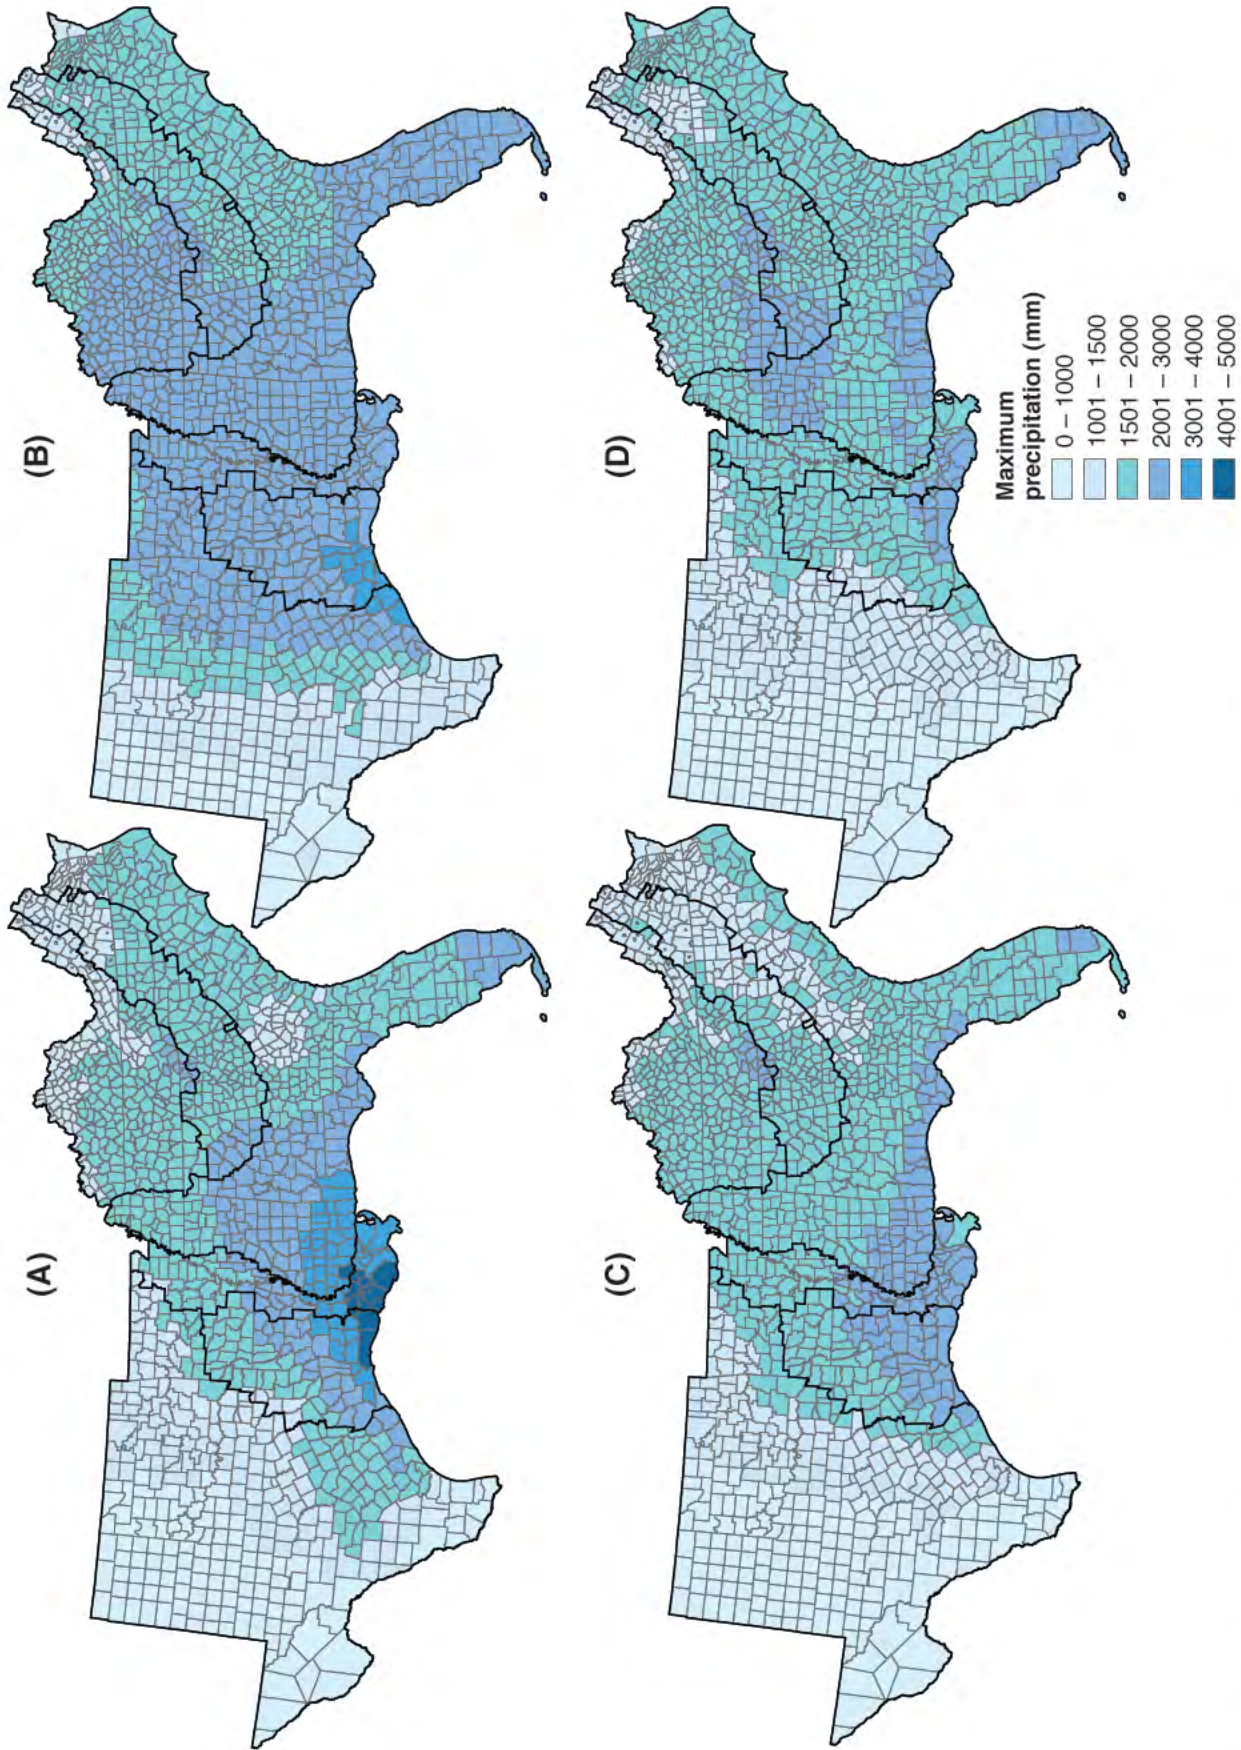 (A)
(B)
(C)
(D)
Maximum
precipitation (mm)
0 – 1000
1001 – 1500
1501 – 2000
2001 – 3000
3001 – 4000
4001 – 5000